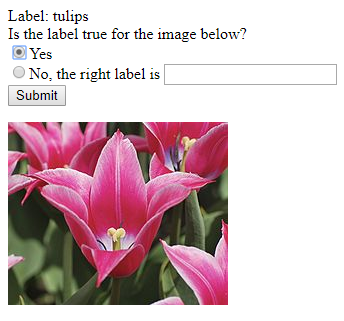 Label: tulips
Is the label true for the image below?
Yes
No, the right label is
Submit